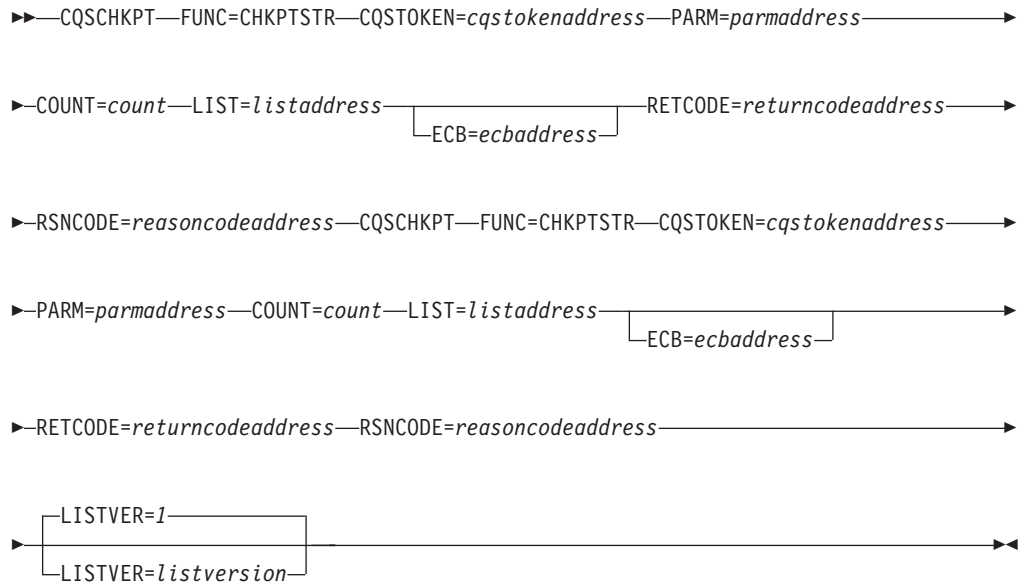 CQSCHKPT FUNC=CHKPTSTR CQSTOKEN=cqstokenaddress PARM=parmaddress
COUNT=count LIST=listaddress RETCODE=returncodeaddress
ECB=ecbaddress
RSNCODE=reasoncodeaddress CQSCHKPT FUNC=CHKPTSTR CQSTOKEN=cqstokenaddress
PARM=parmaddress COUNT=count LIST=listaddress
ECB=ecbaddress
RETCODE=returncodeaddress RSNCODE=reasoncodeaddress
LISTVER=1
LISTVER=listversion